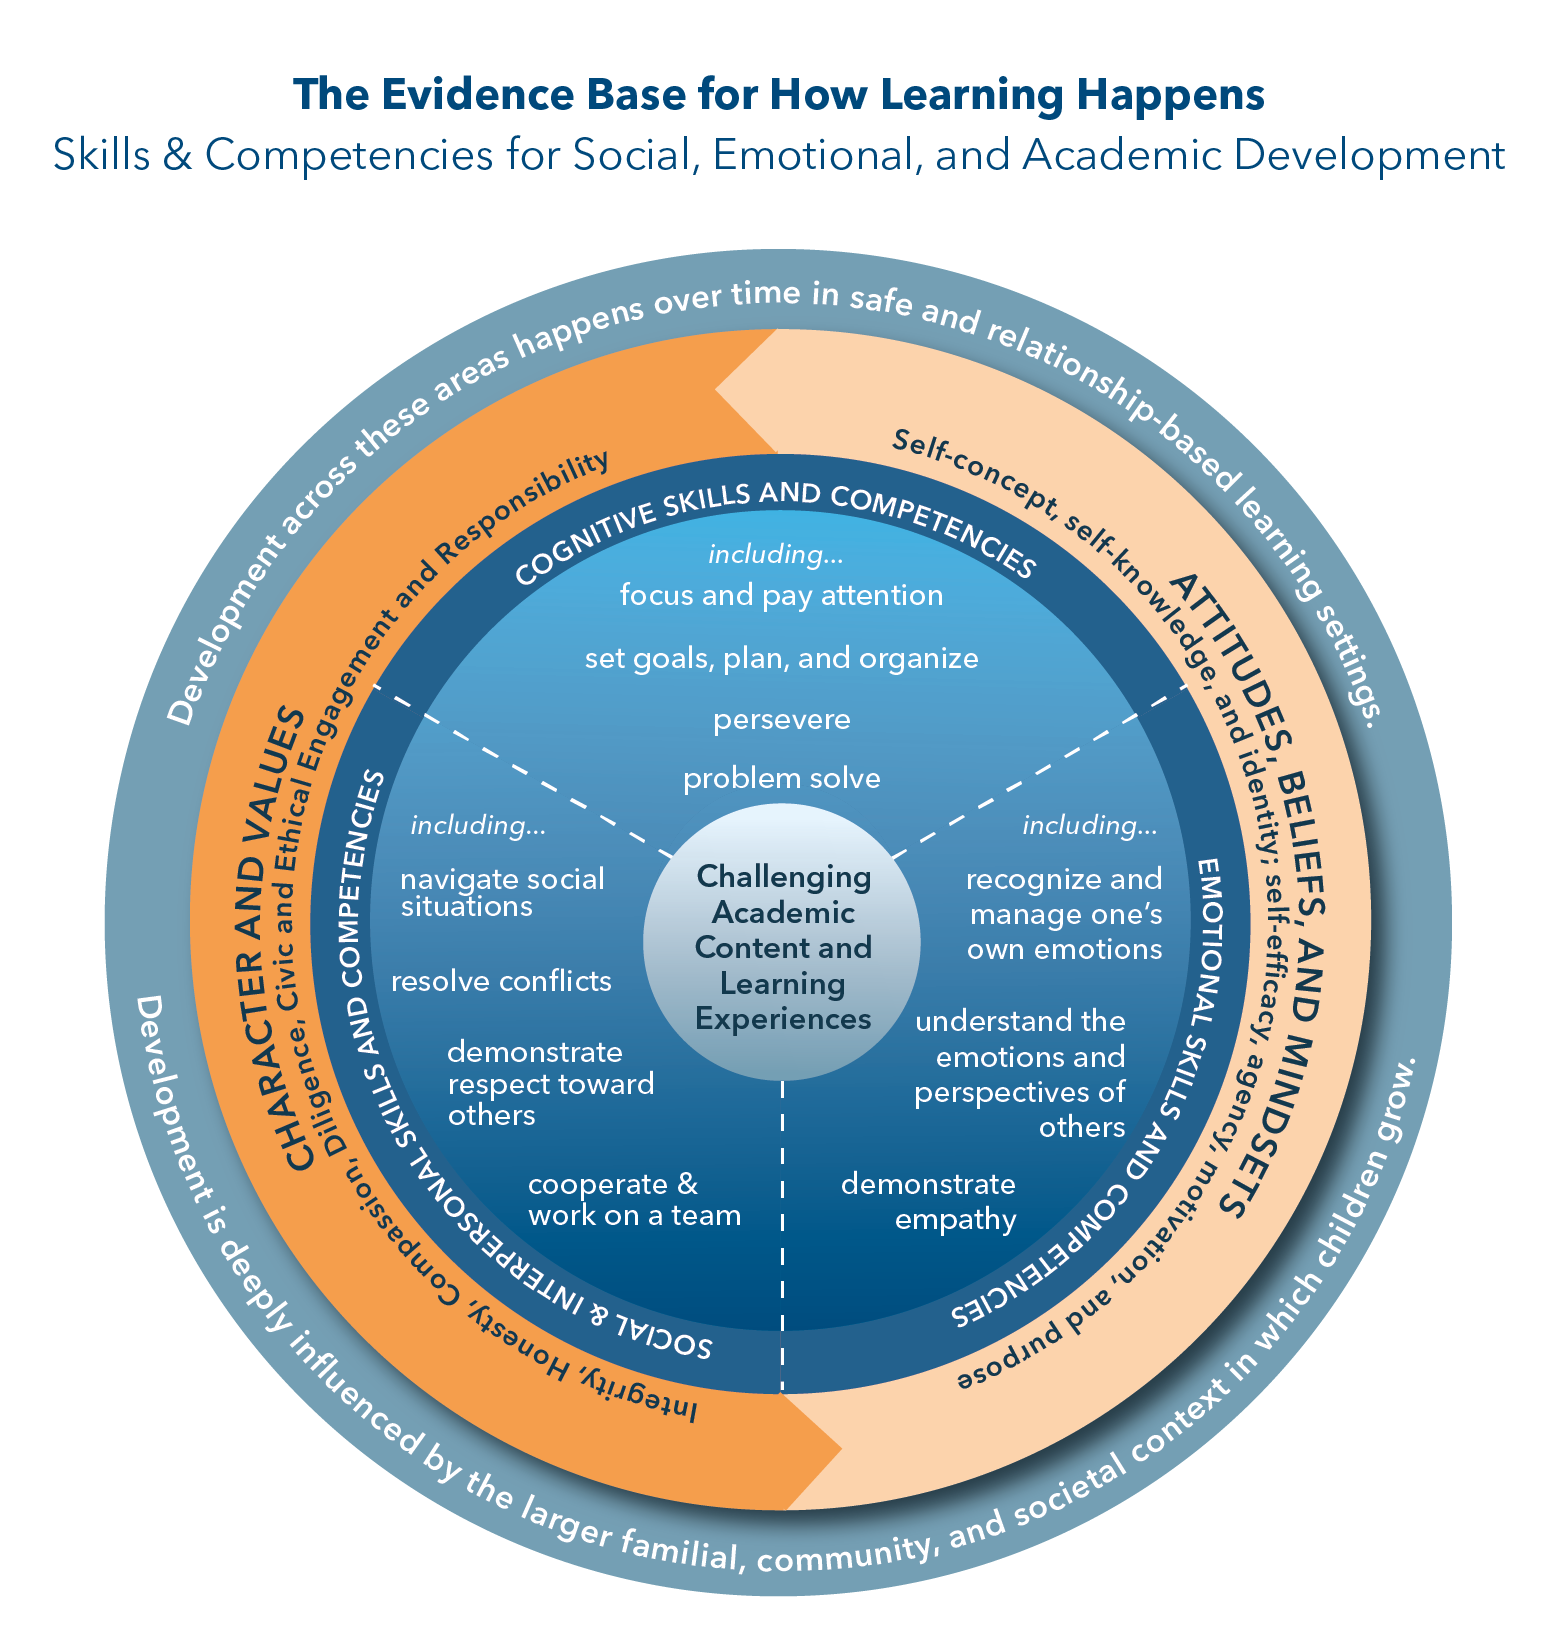 The Evidence Base for How Learning Happens
Skills & Competencies for Social, Emotional, and Academic Development
Development across these areas happens over time in safe and relationship-based learning settings.
CHARACTER AND VALUES
Integrity, Honesty, Compassion, Diligence, Civic and Ethical Engagement and Responsibility
ATTITUDES, BELIEFS, AND MINDSETS
Self-concept, self-knowledge, and identity; self-efficacy, agency, motivation, and purpose
COGNITIVE SKILLS AND COMPETENCIES
including...
focus and pay attention
set goals, plan, and organize
persevere
problem solve
SOCIAL & INTERPERSONAL SKILLS AND COMPETENCIES
including...
navigate social
situations
resolve conflicts
demonstrate
respect toward
others
cooperate &
work on a team
Challenging
Academic
Content and
Learning
Experiences
EMOTIONAL SKILLS AND COMPETENCIES
including...
recognize and
manage one's
own emotions
understand the
emotions and
perspectives of
others
demonstrate
empathy
Development is deeply influenced by the larger familial, community, and societal context in which children grow.